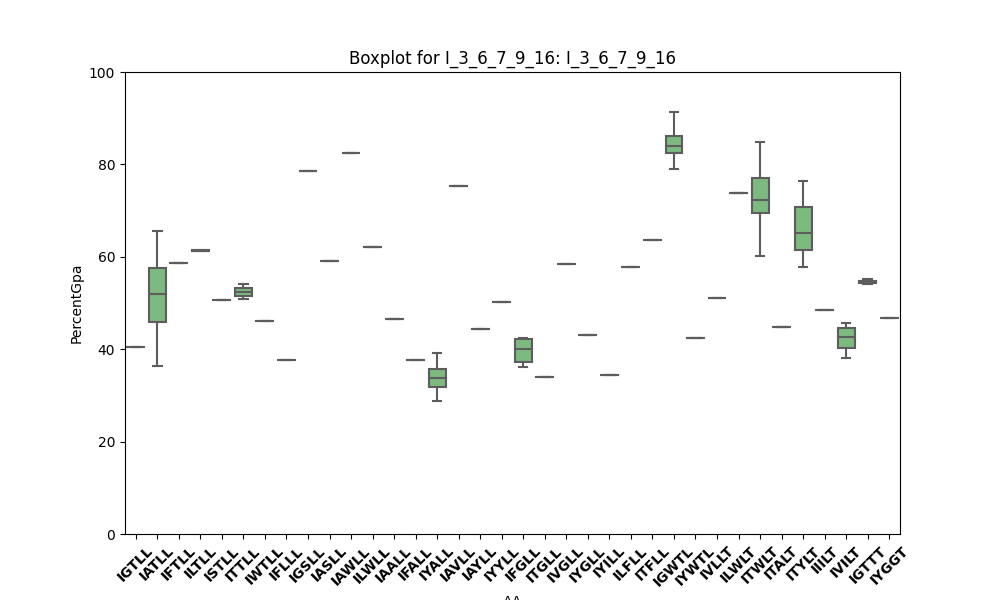 Boxplot for I_3_6_7_9_16: I_3_6_7_9_16
PercentGpa
100
80
60
40
20
0
IGTLL
IATLL
IFTLL
ILTLL
ISTLL
ITTLL
IWTLL
IFLLL
IGSLL
IASLL
IAWLL
ILWLL
IAALL
IFALL
IYALL
IAVLL
IAYLL
IYYLL
IFGLL
ITGLL
IVGLL
IYGLL
IYILL
ILFLL
ITFLL
IGWTL
IYWTL
IVLLT
ILWLT
ITWLT
ITALT
ITYLT
IIILT
IVILT
IGTTT
IYGGT